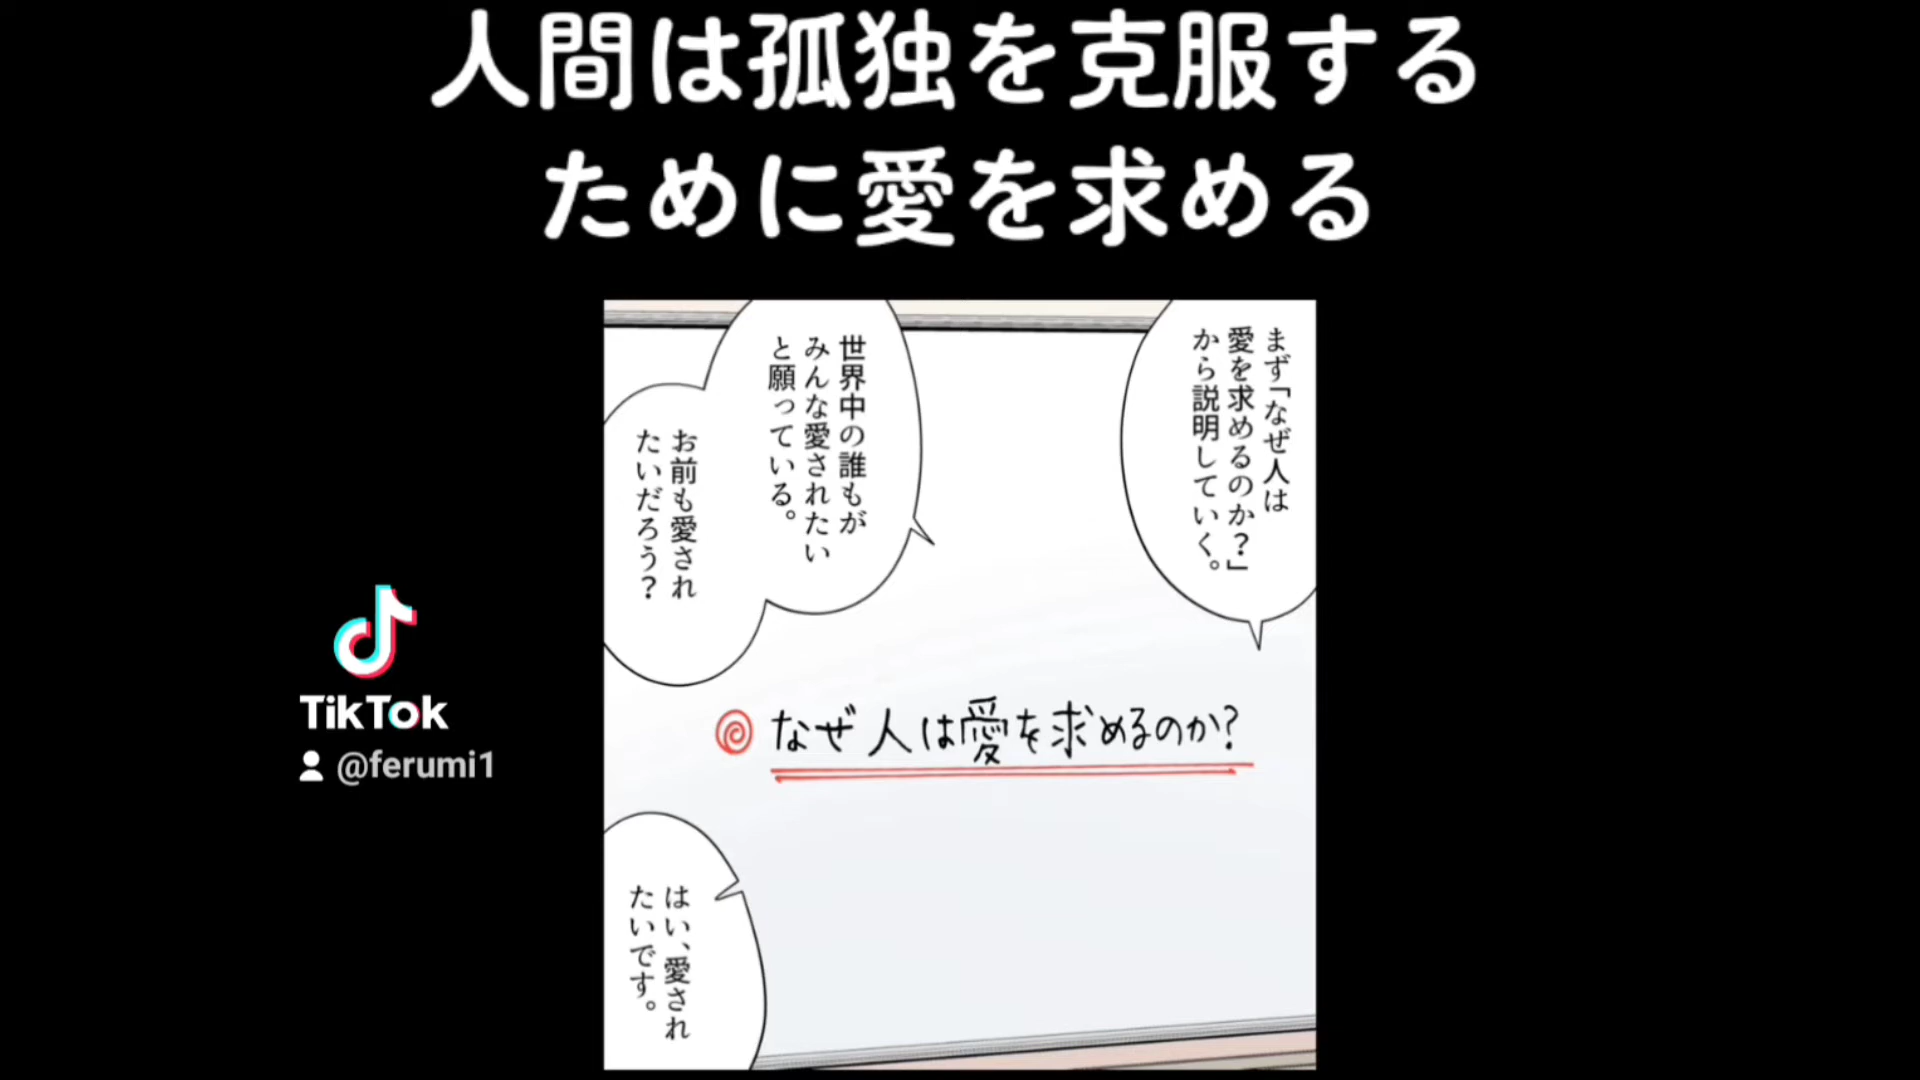 人間は孤独を克服する
ために愛を求める
まず「なぜ人は
愛を求めるのか？」
から説明していく。
世界中の誰もが
みんな愛されたい
と願っている。
お前も愛され
たいだろう？
なぜ人は愛を求めるのか?
はい、愛され
たいです。
TikTok
@ferumi1